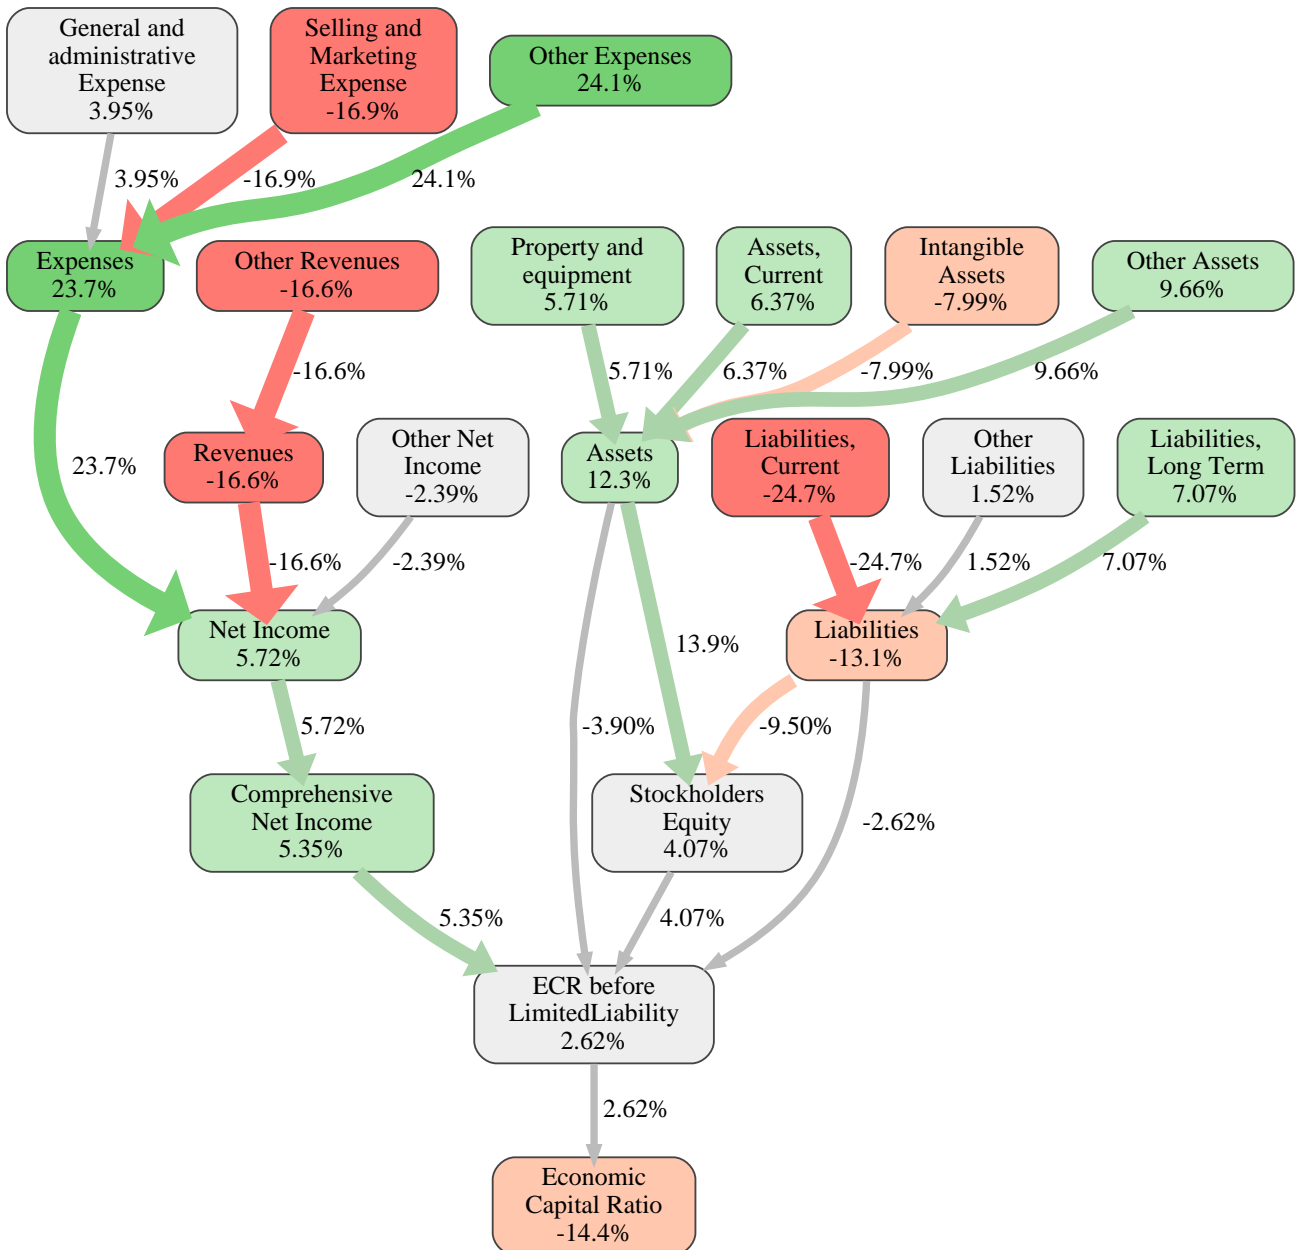 General and
administrative
Expense
3.95%
Selling and
Marketing
Expense
-16.9%
Other Expenses
24.1%
3.95%
-16.9%
24.1%
Expenses
23.7%
Other Revenues
-16.6%
Property and
equipment
5.71%
Assets,
Current
6.37%
Intangible
Assets
-7.99%
Other Assets
9.66%
-16.6%
5.71%
6.37%
-7.99%
9.66%
23.7%
Revenues
-16.6%
Other Net
Income
-2.39%
Assets
12.3%
Liabilities,
Current
-24.7%
Other
Liabilities
1.52%
Liabilities,
Long Term
7.07%
-16.6%
-2.39%
-24.7%
1.52%
7.07%
Net Income
5.72%
13.9%
Liabilities
-13.1%
5.72%
-3.90%
-9.50%
Comprehensive
Net Income
5.35%
Stockholders
Equity
4.07%
-2.62%
5.35%
4.07%
ECR before
LimitedLiability
2.62%
2.62%
Economic
Capital Ratio
-14.4%